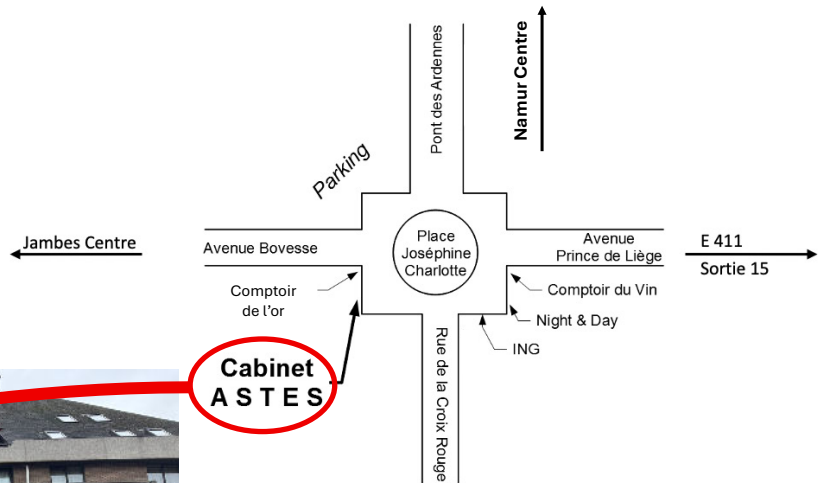 Pont des Ardennes
Namur Centre
Parking
Jambes Centre
Avenue Bovesse
Place
Joséphine
Charlotte
Avenue
Prince de Liège
E 411
Sortie 15
Comptoir
de l'or
Comptoir du Vin
Night & Day
ING
Cabinet
A S T E S
Rue de la Croix Rouge